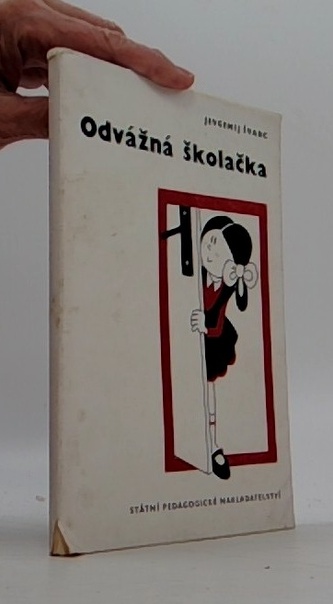 JEVGENIJ ŠVARC
Odvážná školačka
STÁTNÍ PEDAGOGICKÉ NAKLADATELSTVÍ